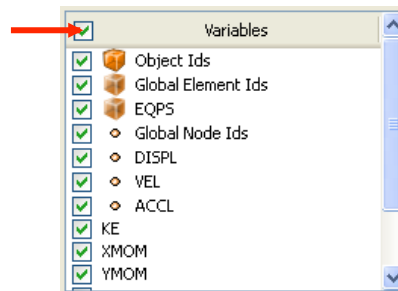 Variables
Object Ids
Global Element Ids
EQPS
Global Node Ids
DISPL
VEL
ACCL
KE
XMOM
YMOM